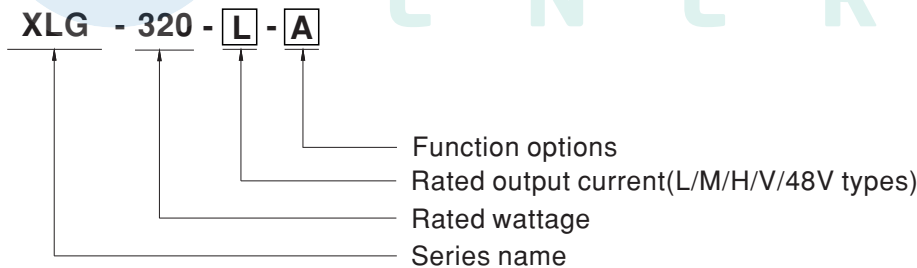 XLG - 320 - L - A
Function options
Rated output current(L/M/H/V/48V types)
Rated wattage
Series name
E N E R